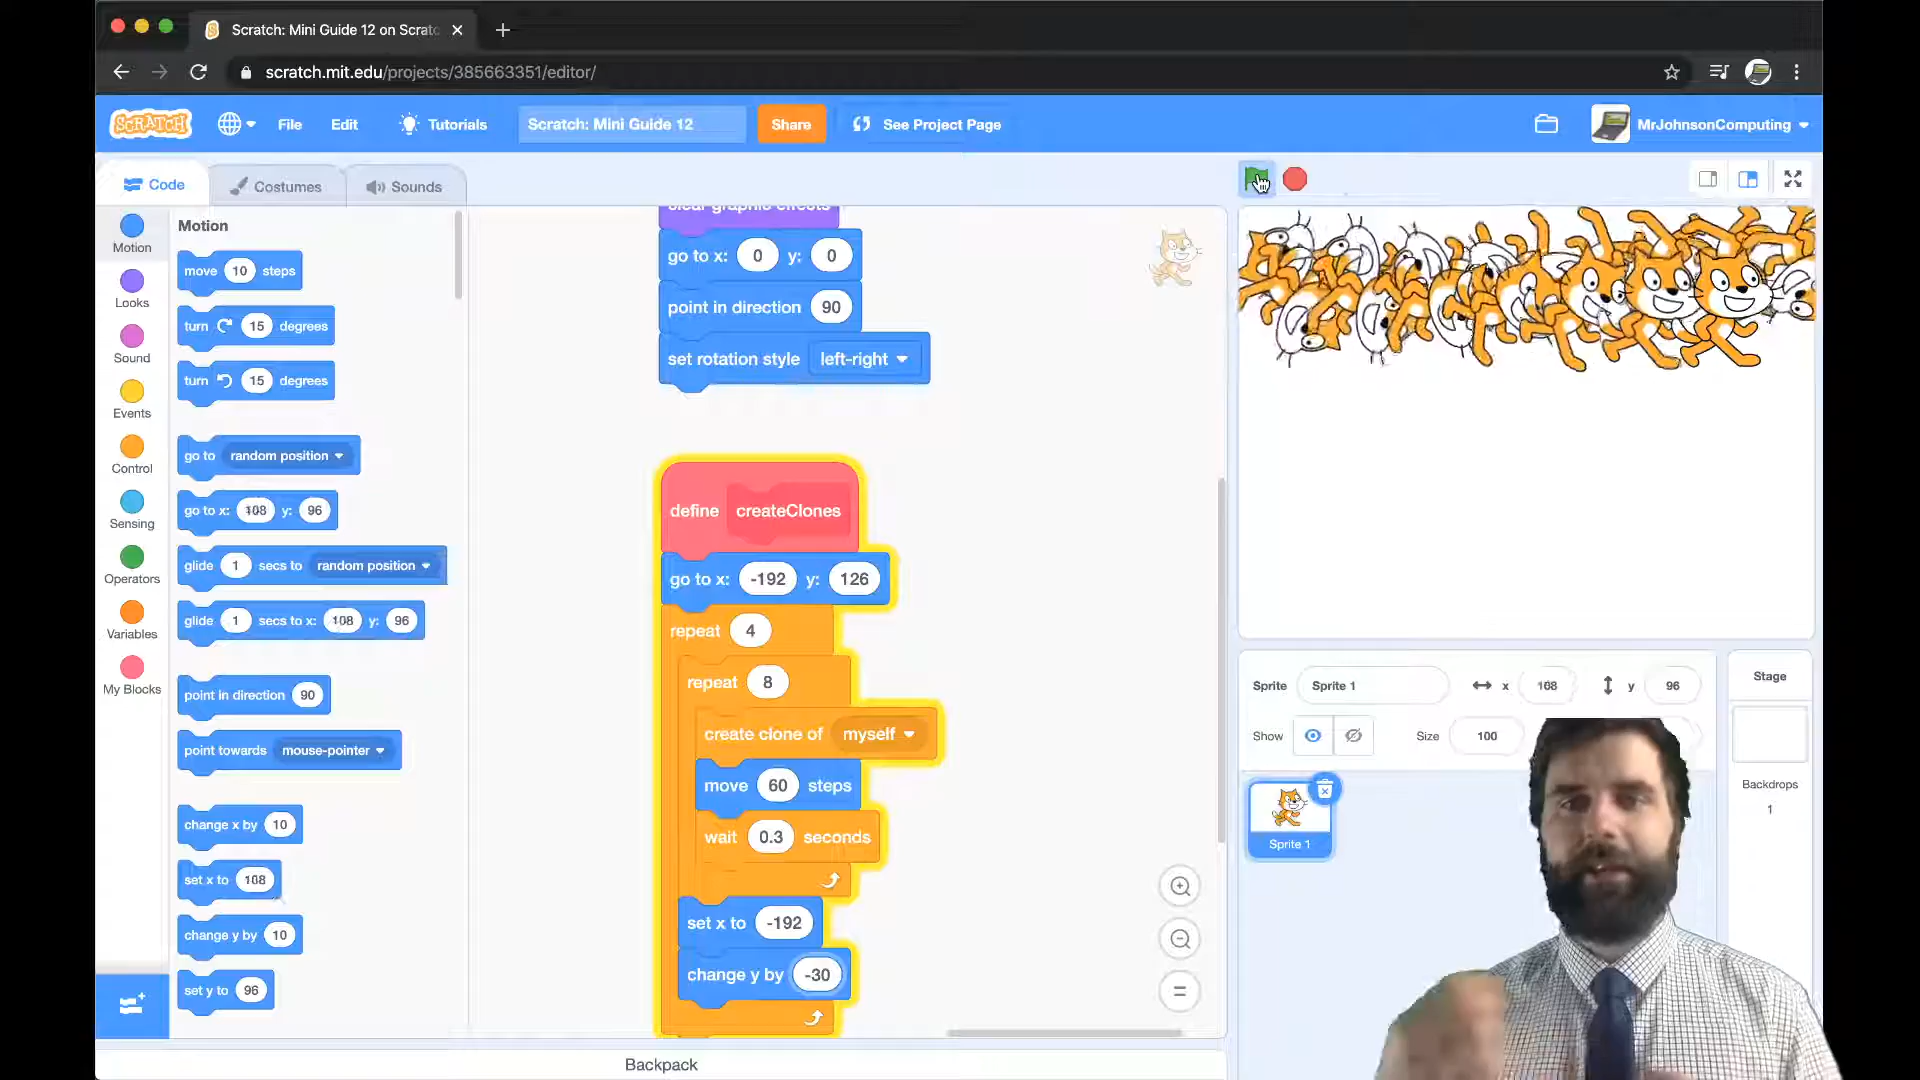 Scratch: Mini Guide 12 on Scratc
scratch.mit.edu/projects/385663351/editor/
SCRATCH
File
Edit
Tutorials
Scratch: Mini Guide 12
Share
See Project Page
MrJohnsonComputing
Code
Costumes
Sounds
Motion
Looks
Sound
Events
Control
Sensing
Operators
Variables
My Blocks
Motion
move 10 steps
turn 15 degrees
turn 15 degrees
go to random position
go to x: 108 y: 96
glide 1 secs to random position
glide 1 secs to x: 108 y: 96
point in direction 90
point towards mouse-pointer
change x by 10
set x to 108
change y by 10
set y to 96
clear graphic effects
go to x: 0 y: 0
point in direction 90
set rotation style left-right
define createClones
go to x: -192 y: 126
repeat 4
repeat 8
create clone of myself
move 60 steps
wait 0.3 seconds
set x to -192
change y by -30
Backpack
Sprite Sprite 1 x 108 y 96
Show Size 100
Sprite 1
Stage
Backdrops
1